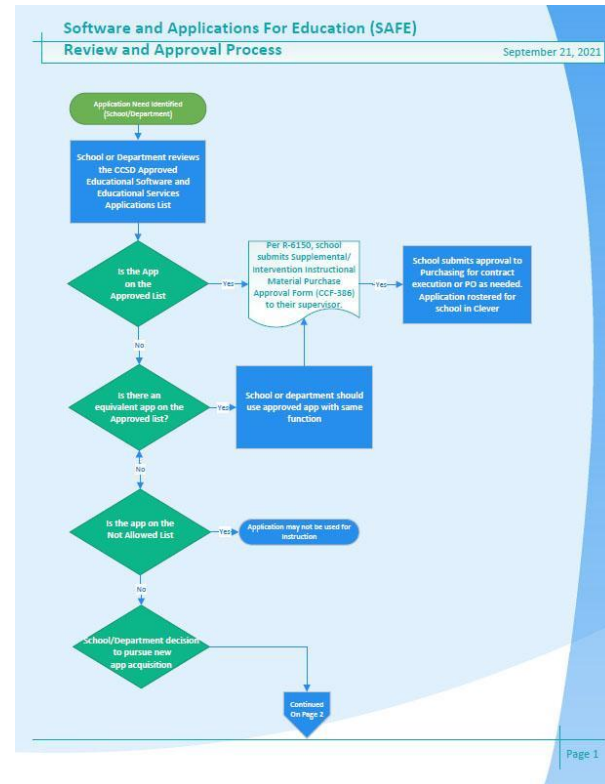 Software and Applications For Education (SAFE)
Review and Approval Process
September 21, 2021
Application Need Identified
(School/Department)
School or Department reviews
the CCSD Approved
Educational Software and
Educational Services
Applications List
Is the App
on the
Approved List
Yes
Per R-6150, school
submits Supplemental/
Intervention Instructional
Material Purchase
Approval Form (CCF-386)
to their supervisor.
Yes
School submits approval to
Purchasing for contract
execution or PO as needed.
Application rostered for
school in Clever
No
Is there an
equivalent app on the
Approved list?
Yes
School or department should
use approved app with same
function
No
Is the app on the
Not Allowed List
Yes
Application may not be used for
Instruction
No
School/Department decision
to pursue new
app acquisition
Continued
On Page 2
Page 1